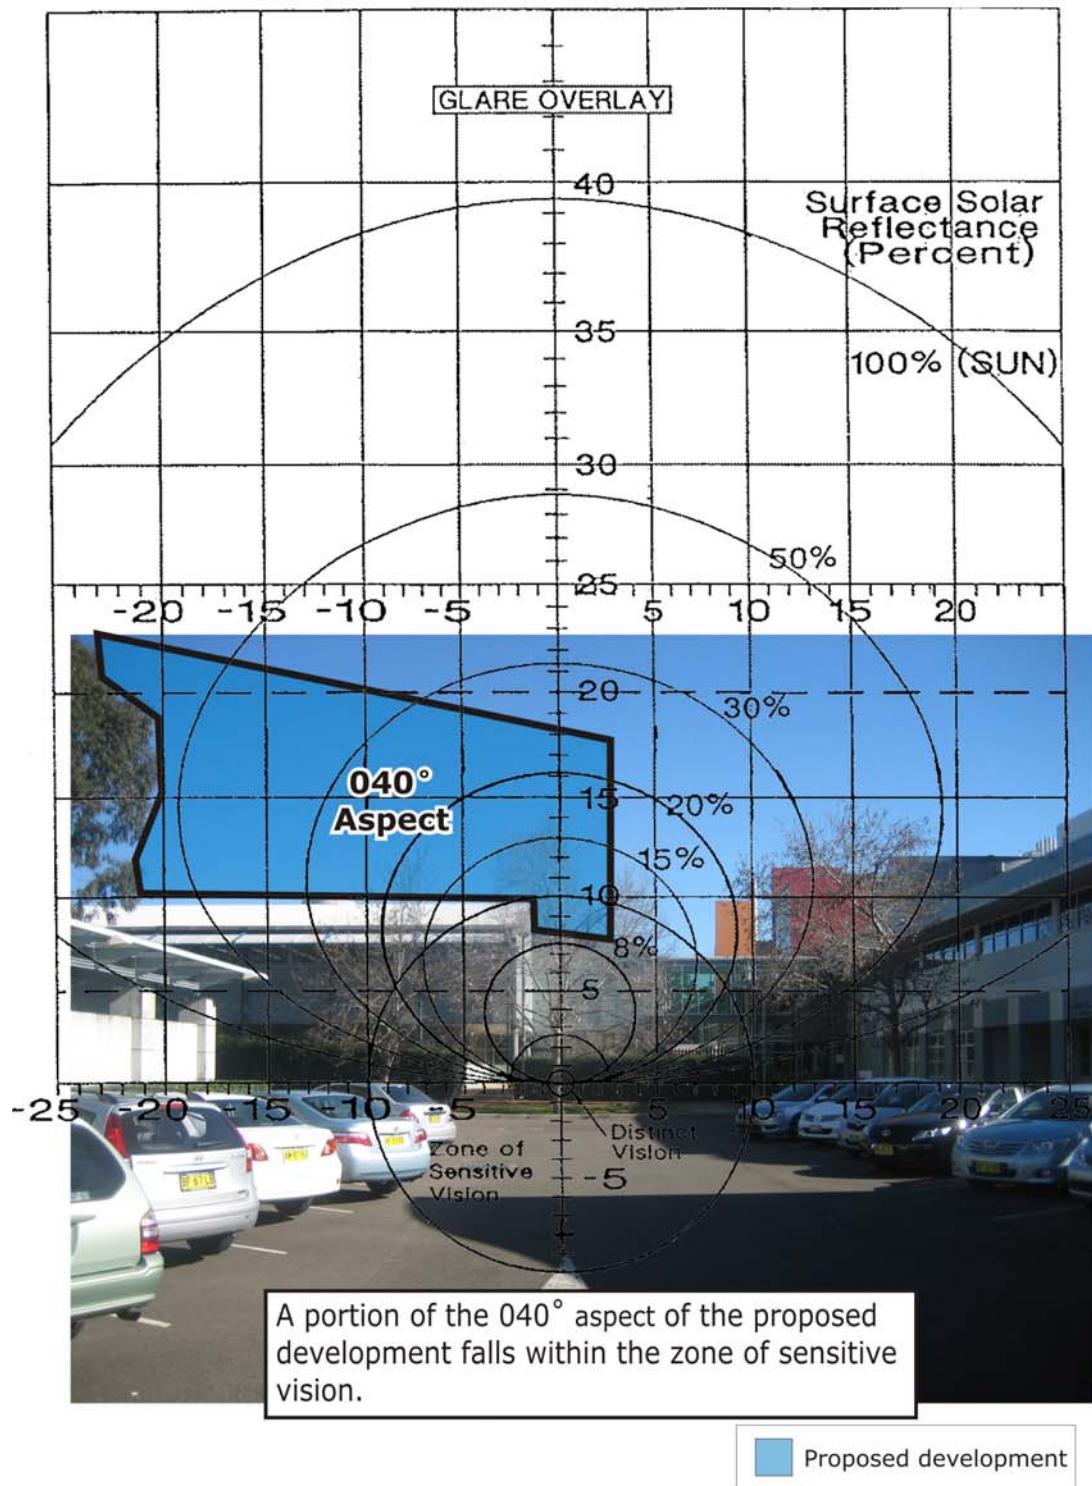 GLARE OVERLAY
40
Surface Solar
Reflectance
(Percent)
35
100% (SUN)
30
50%
25
-20 -15 -10 -5 5 10 15 20
20
30%
040°
Aspect
15
20%
15%
10
8%
5
-25 -20 -15 -10 -5 0 5 10 15 20 25
Distinct
Vision
Zone of
Sensitive
Vision
-5
A portion of the 040° aspect of the proposed
development falls within the zone of sensitive
vision.
Proposed development